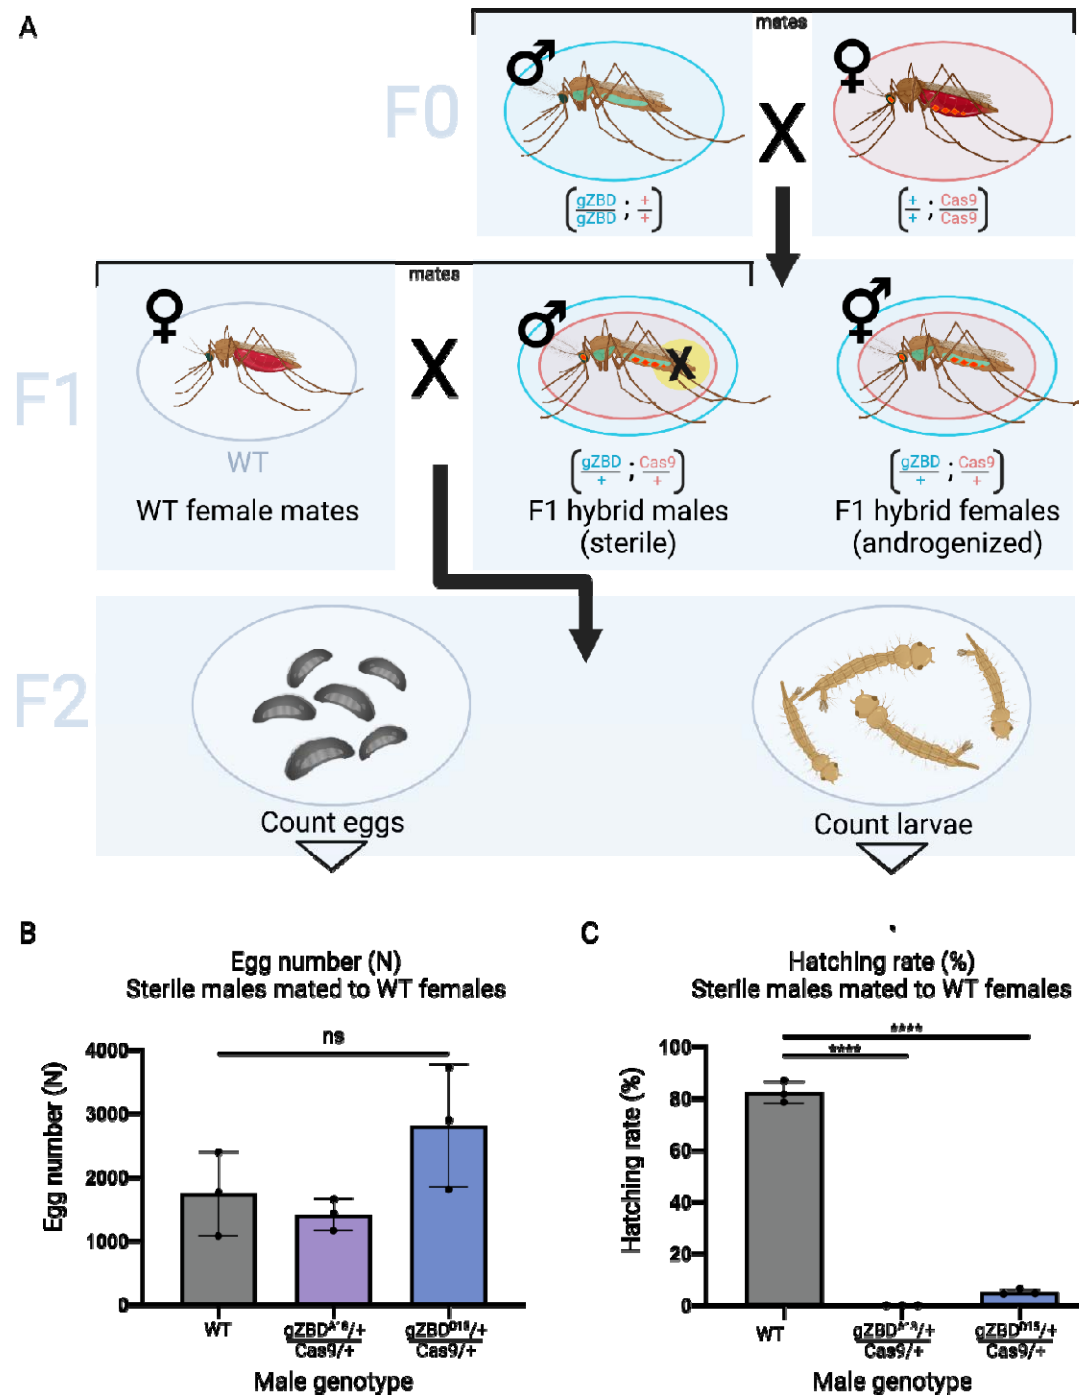 A
mates
F0
X
gZBD/gZBD ; +/+
+/+ ; Cas9/Cas9
mates
F1
X
X
WT
gZBD/+ ; Cas9/+
gZBD/+ ; Cas9/+
WT female mates
F1 hybrid males
(sterile)
F1 hybrid females
(androgenized)
F2
Count eggs
Count larvae
B
Egg number (N)
Sterile males mated to WT females
ns
4000
3000
2000
1000
0
Egg number (N)
WT
/+
Cas9/+
gZBD /+
Cas9/+
Male genotype
C
Hatching rate (%)
Sterile males mated to WT females
****
****
100
80
60
40
20
0
Hatching rate (%)
WT
/+
Cas9/+
gZBD /+
Cas9/+
Male genotype